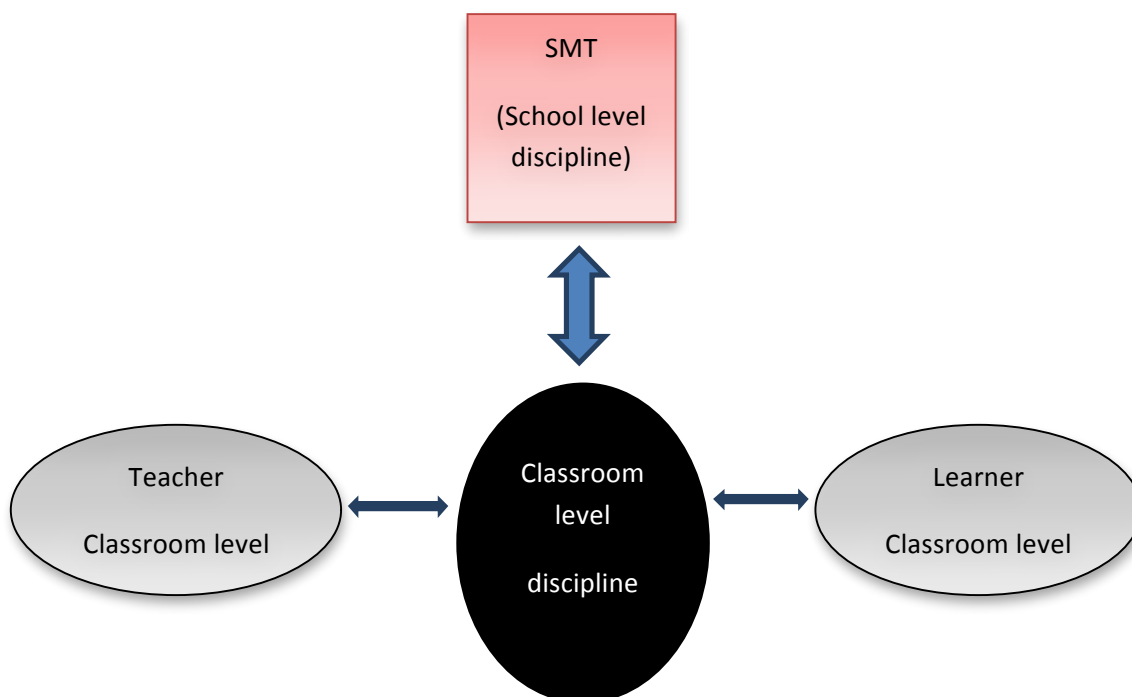 SMT
(School level
discipline)
Teacher
Classroom level
Classroom
level
discipline
Learner
Classroom level